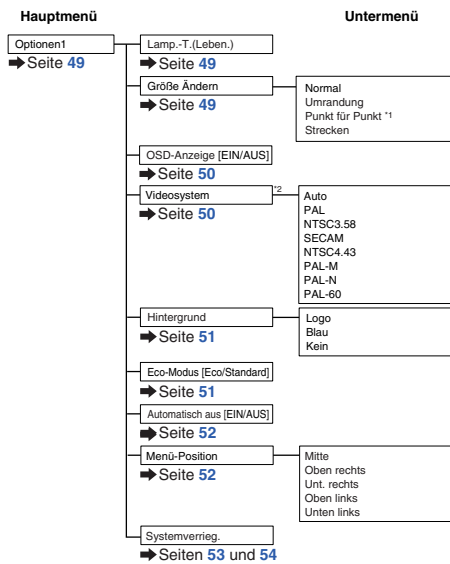 Hauptmenü
Untermenü
Optionen1
➡Seite 49
Lamp.-T.(Leben.)
➡Seite 49
Größe Ändern
➡Seite 49
Normal
Umrandung
Punkt für Punkt *1
Strecken
OSD-Anzeige [EIN/AUS]
➡Seite 50
Videosystem
*2
➡Seite 50
Auto
PAL
NTSC3.58
SECAM
NTSC4.43
PAL-M
PAL-N
PAL-60
Hintergrund
➡Seite 51
Logo
Blau
Kein
Eco-Modus [Eco/Standard]
➡Seite 51
Automatisch aus [EIN/AUS]
➡Seite 52
Menü-Position
➡Seite 52
Mitte
Oben rechts
Unt. rechts
Oben links
Unten links
Systemverrieg.
➡Seiten 53 und 54